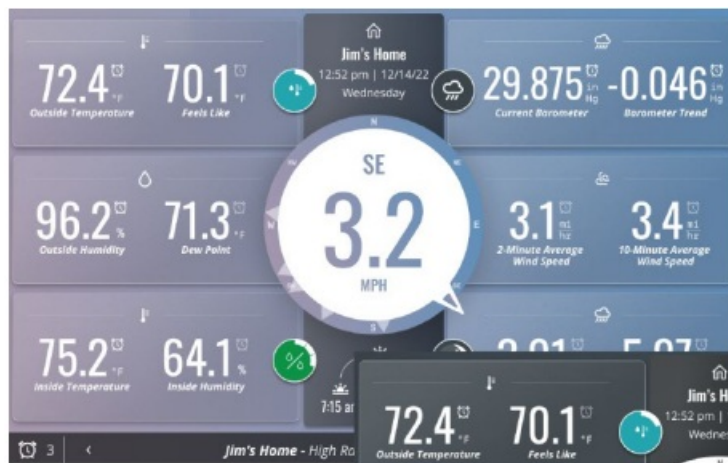 Jim's Home
12:52 pm | 12/14/22
Wednesday
72.4 °F
Outside Temperature
70.1 °F
Feels Like
29.875 in Hg
Current Barometer
-0.046 in Hg
Barometer Trend
96.2 %
Outside Humidity
71.3 °F
Dew Point
N
E
S
W
SE
3.2
MPH
3.1 mi hr
2-Minute Average
Wind Speed
3.4 mi hr
10-Minute Average
Wind Speed
75.2 °F
Inside Temperature
64.1 %
Inside Humidity
7:15 a
3
Jim's Home - High Ra
72.4 °F
Outside Temperature
70.1 °F
Feels Like
Jim's H
12:52 pm |
Wedne